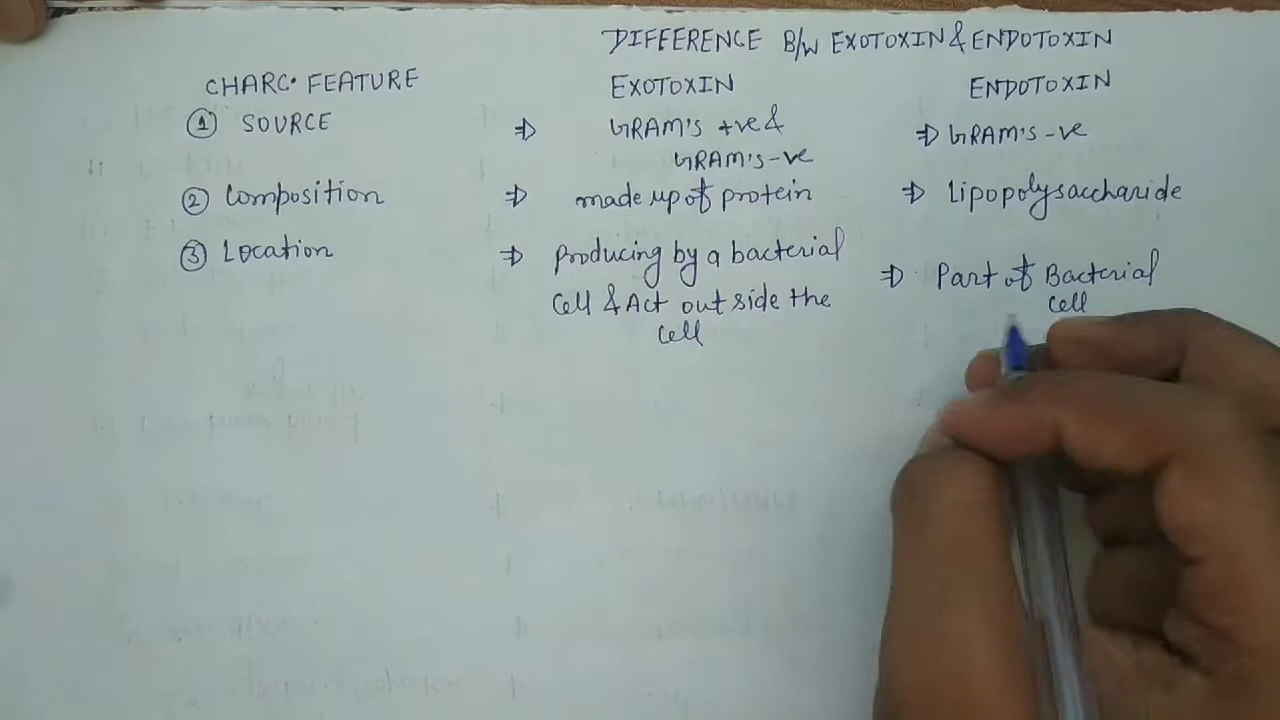 DIFFERENCE B/W EXOTOXIN & ENDOTOXIN
CHARC. FEATURE EXOTOXIN ENDOTOXIN
① SOURCE ⇒ GRAM'S +ve & ⇒ GRAM'S -ve
GRAM'S -ve
② Composition ⇒ made up of protein ⇒ Lipopolysaccharide
③ Location ⇒ Producing by a bacterial ⇒ Part of Bacterial
Cell & Act out side the Cell
Cell